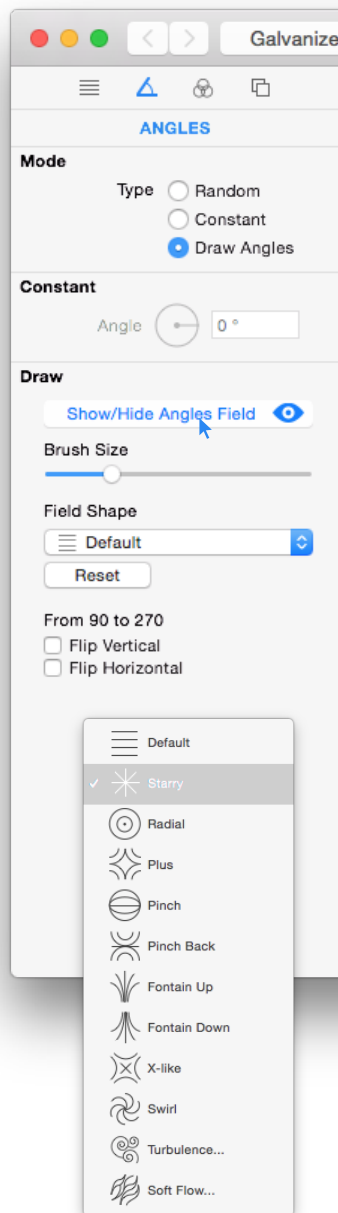 Galvanize
ANGLES
Mode
Type Random
Constant
Draw Angles
Constant
Angle 0 °
Draw
Show/Hide Angles Field
Brush Size
Field Shape
Default
Reset
From 90 to 270
Flip Vertical
Flip Horizontal
Default
Starry
Radial
Plus
Pinch
Pinch Back
Fontain Up
Fontain Down
X-like
Swirl
Turbulence...
Soft Flow...